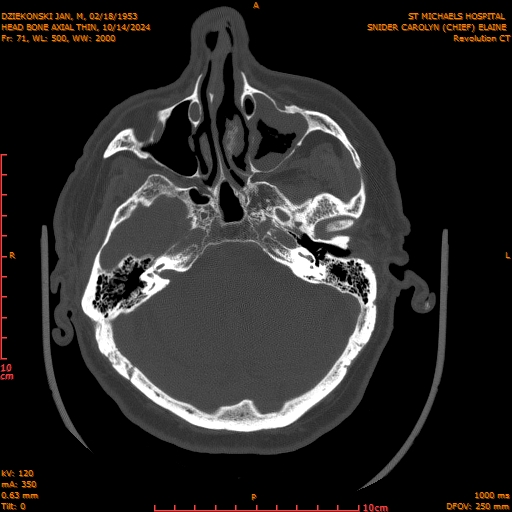 DZIEKONSKI JAN, M, 02/18/1953
HEAD BONE AXIAL THIN, 10/14/2024
Fr: 71, WL: 500, WW: 2000
ST MICHAELS HOSPITAL
SNIDER CAROLYN (CHIEF) ELAINE
Revolution CT
A
R
L
10
cm
P
10cm
kV: 120
mA: 350
0.63 mm
Tilt: 0
1000 ms
DFOV: 250 mm